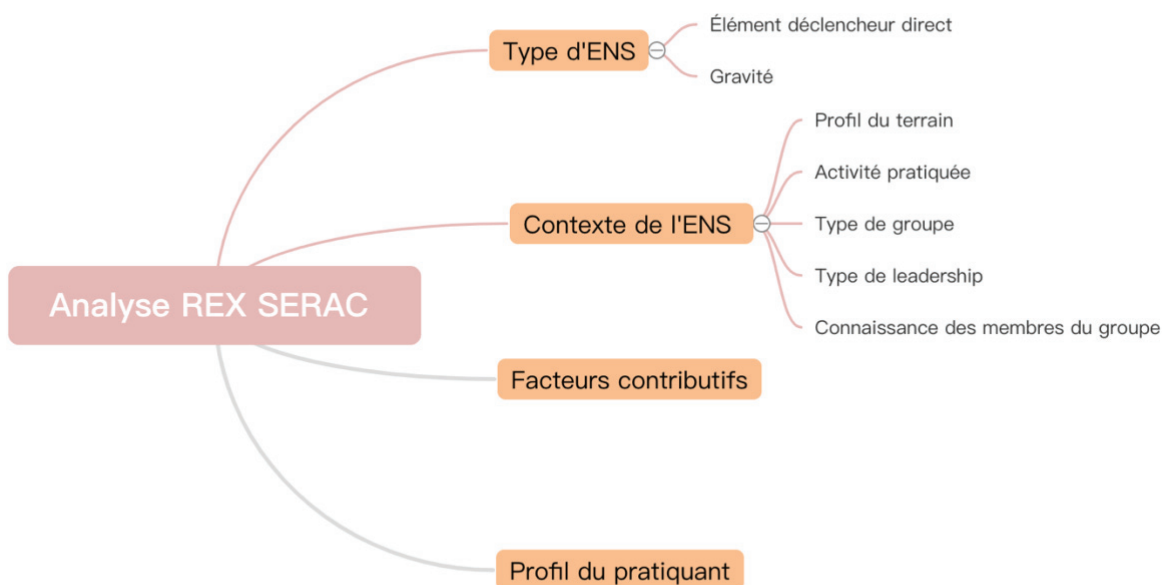 Analyse REX SERAC
Type d'ENS
Élément déclencheur direct
Gravité
Contexte de l'ENS
Profil du terrain
Activité pratiquée
Type de groupe
Type de leadership
Connaissance des membres du groupe
Facteurs contributifs
Profil du pratiquant